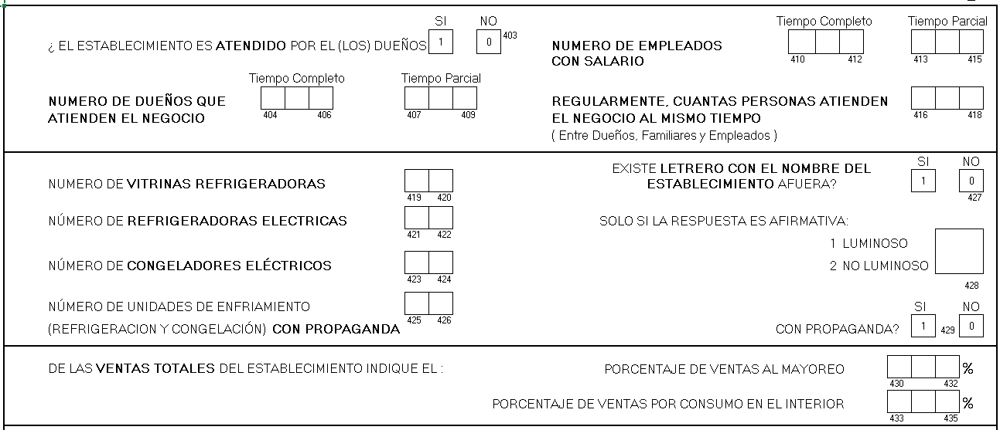 SI NO
¿ EL ESTABLECIMIENTO ES ATENDIDO POR EL (LOS) DUEÑOS 1 0 403
Tiempo Completo Tiempo Parcial
NUMERO DE DUEÑOS QUE
ATIENDEN EL NEGOCIO
404 406 407 409
Tiempo Completo Tiempo Parcial
NUMERO DE EMPLEADOS
CON SALARIO
410 412 413 415
REGULARMENTE, CUANTAS PERSONAS ATIENDEN
EL NEGOCIO AL MISMO TIEMPO
416 418
( Entre Dueños, Familiares y Empleados )
NUMERO DE VITRINAS REFRIGERADORAS
419 420
NÚMERO DE REFRIGERADORAS ELECTRICAS
421 422
NÚMERO DE CONGELADORES ELÉCTRICOS
423 424
NÚMERO DE UNIDADES DE ENFRIAMIENTO
(REFRIGERACION Y CONGELACIÓN) CON PROPAGANDA
425 426
SI NO
EXISTE LETRERO CON EL NOMBRE DEL
ESTABLECIMIENTO AFUERA? 1 0
427
SOLO SI LA RESPUESTA ES AFIRMATIVA:
1 LUMINOSO
2 NO LUMINOSO
428
SI NO
CON PROPAGANDA? 1 429 0
DE LAS VENTAS TOTALES DEL ESTABLECIMIENTO INDIQUE EL :
PORCENTAJE DE VENTAS AL MAYOREO %
430 432
PORCENTAJE DE VENTAS POR CONSUMO EN EL INTERIOR %
433 435